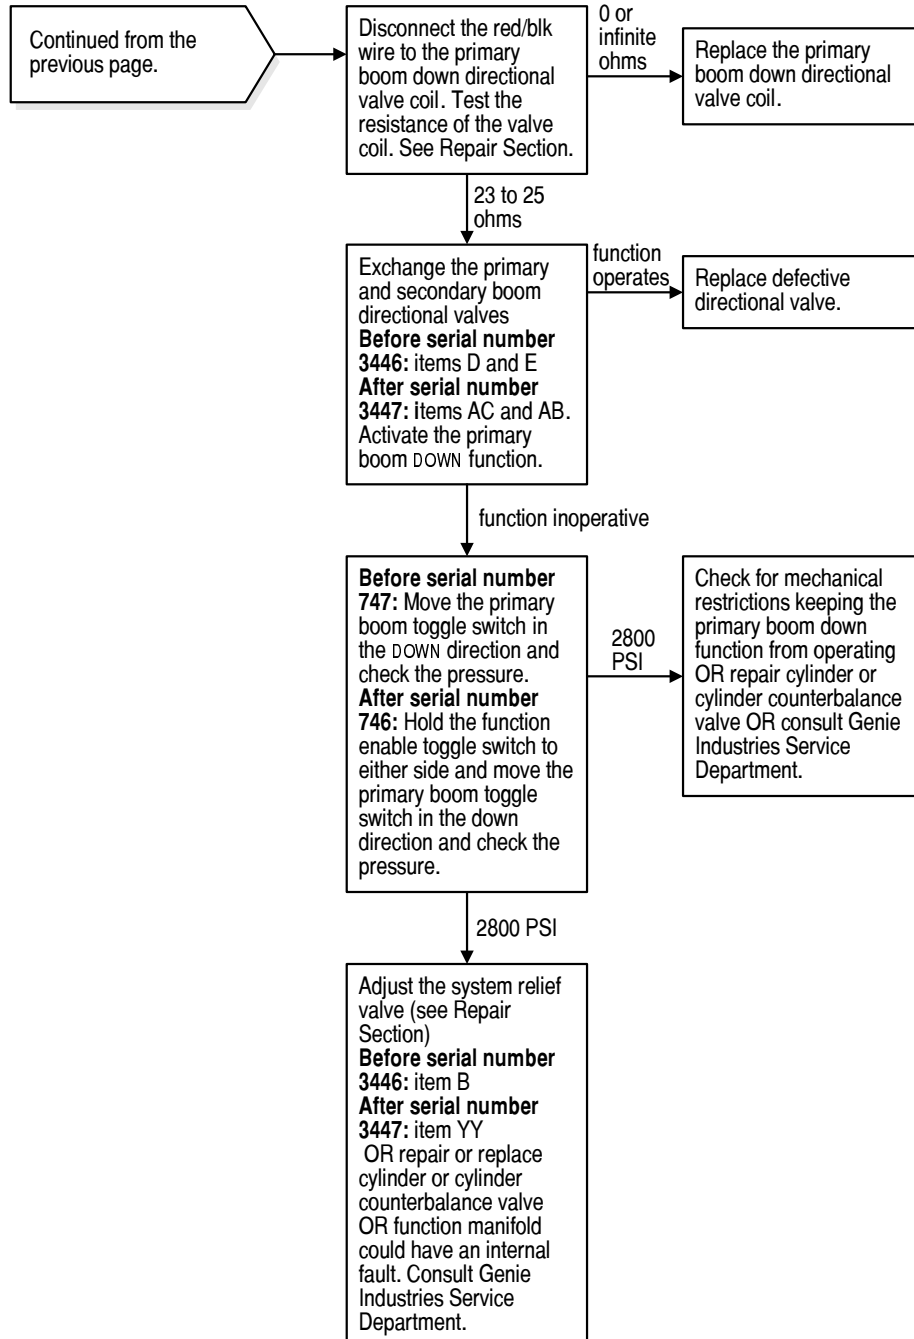 Continued from the
previous page.
Disconnect the red/blk
wire to the primary
boom down directional
valve coil. Test the
resistance of the valve
coil. See Repair Section.
0 or
infinite
ohms
Replace the primary
boom down directional
valve coil.
23 to 25
ohms
Exchange the primary
and secondary boom
directional valves
Before serial number
3446: items D and E
After serial number
3447: items AC and AB.
Activate the primary
boom DOWN function.
function
operates
Replace defective
directional valve.
function inoperative
Before serial number
747: Move the primary
boom toggle switch in
the DOWN direction and
check the pressure.
After serial number
746: Hold the function
enable toggle switch to
either side and move the
primary boom toggle
switch in the down
direction and check the
pressure.
2800
PSI
Check for mechanical
restrictions keeping the
primary boom down
function from operating
OR repair cylinder or
cylinder counterbalance
valve OR consult Genie
Industries Service
Department.
2800 PSI
Adjust the system relief
valve (see Repair
Section)
Before serial number
3446: item B
After serial number
3447: item YY
OR repair or replace
cylinder or cylinder
counterbalance valve
OR function manifold
could have an internal
fault. Consult Genie
Industries Service
Department.